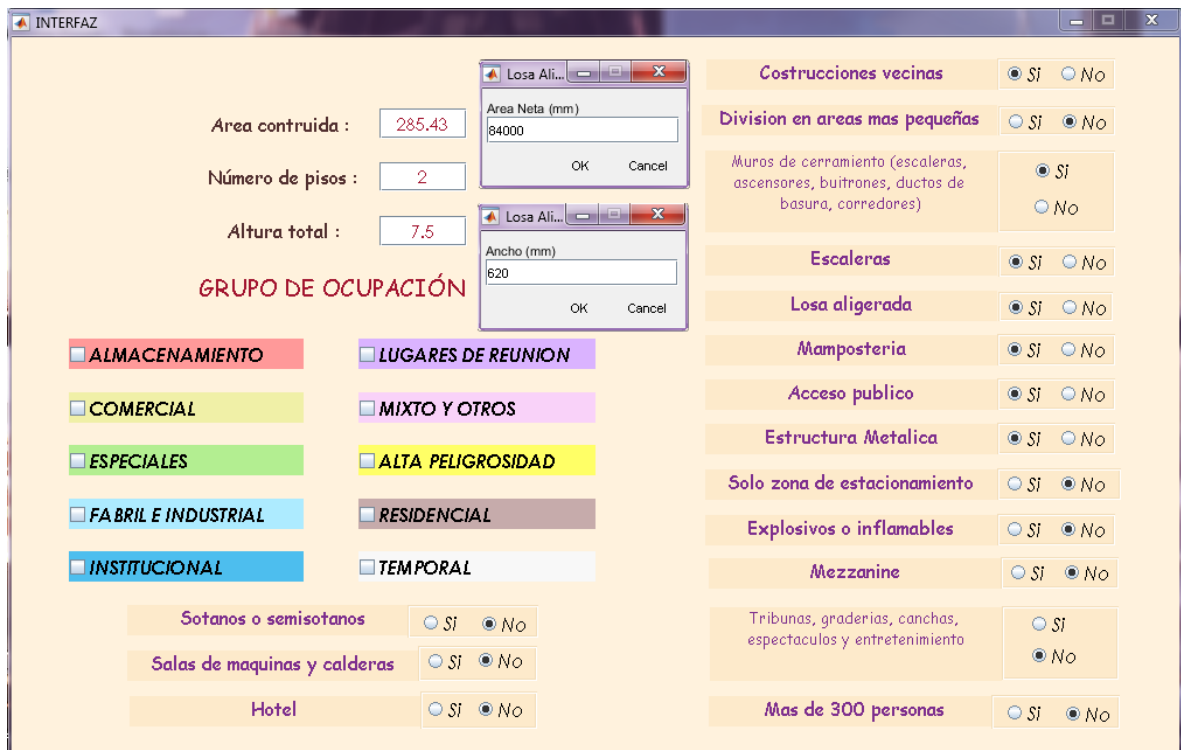 INTERFAZ
Area contruida : 285.43
Número de pisos : 2
Altura total : 7.5
Losa Ali...
Area Neta (mm)
84000
OK Cancel
Losa Ali...
Ancho (mm)
620
OK Cancel
GRUPO DE OCUPACIÓN
ALMACENAMIENTO
LUGARES DE REUNION
COMERCIAL
MIXTO Y OTROS
ESPECIALES
ALTA PELIGROSIDAD
FABRIL E INDUSTRIAL
RESIDENCIAL
INSTITUCIONAL
TEMPORAL
Sotanos o semisotanos Si No
Salas de maquinas y calderas Si No
Hotel Si No
Costrucciones vecinas Si No
Division en areas mas pequeñas Si No
Muros de cerramiento (escaleras,
ascensores, buitrones, ductos de
basura, corredores)
Si
No
Escaleras Si No
Losa aligerada Si No
Mamposteria Si No
Acceso publico Si No
Estructura Metalica Si No
Solo zona de estacionamiento Si No
Explosivos o inflamables Si No
Mezzanine Si No
Tribunas, graderias, canchas,
espectaculos y entretenimiento
Si
No
Mas de 300 personas Si No